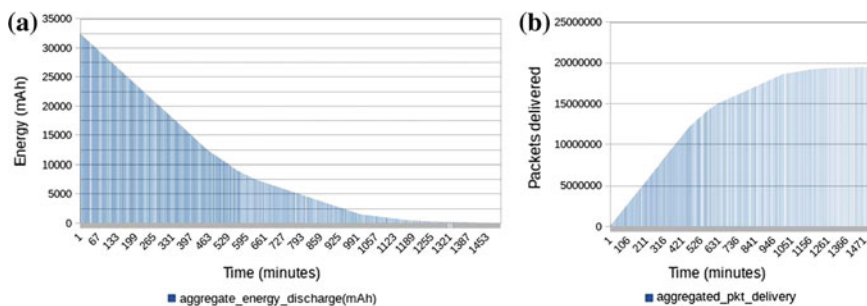 (a)
35000
30000
25000
20000
15000
10000
5000
0
Energy (mAh)
1 67 133 199 265 331 397 463 529 595 661 727 793 859 925 991 1057 1123 1189 1255 1321 1387 1453
Time (minutes)
aggregate_energy_discharge(mAh)
(b)
25000000
20000000
15000000
10000000
5000000
0
Packets delivered
1 106 211 316 421 526 631 736 841 946 1051 1156 1261 1366 1471
Time (minutes)
aggregated_pkt_delivery